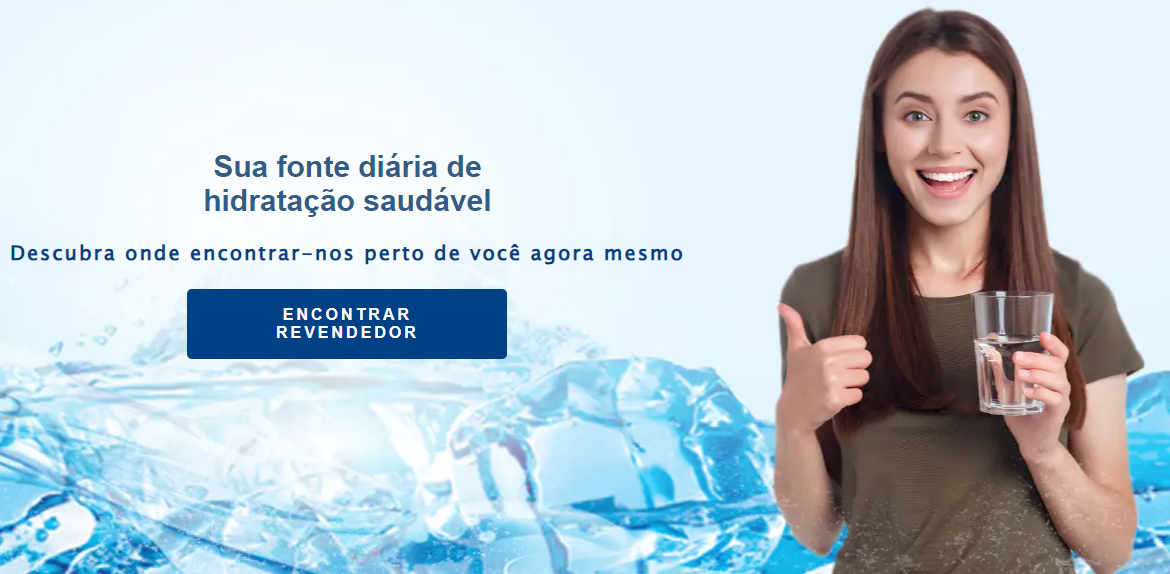 Sua fonte diária de
hidratação saudável
Descubra onde encontrar-nos perto de você agora mesmo
ENCONTRAR
REVENDEDOR